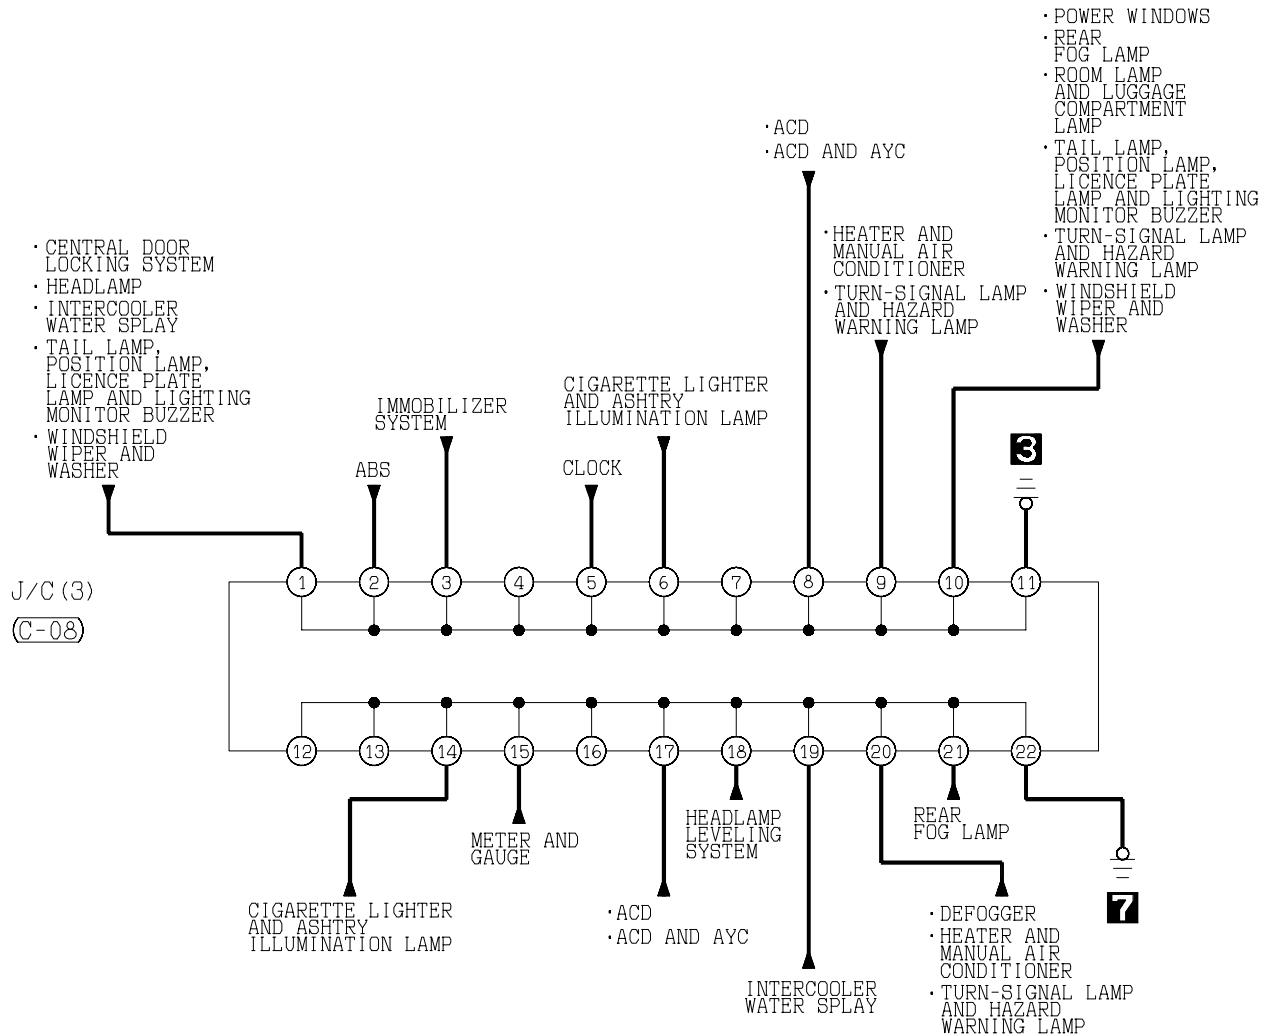 · POWER WINDOWS
· REAR
FOG LAMP
· ROOM LAMP
AND LUGGAGE
COMPARTMENT
LAMP
· TAIL LAMP,
POSITION LAMP,
LICENCE PLATE
LAMP AND LIGHTING
MONITOR BUZZER
· TURN-SIGNAL LAMP
AND HAZARD
WARNING LAMP
· WINDSHIELD
WIPER AND
WASHER
· ACD
· ACD AND AYC
· HEATER AND
MANUAL AIR
CONDITIONER
· TURN-SIGNAL LAMP
AND HAZARD
WARNING LAMP
· CENTRAL DOOR
LOCKING SYSTEM
· HEADLAMP
· INTERCOOLER
WATER SPLAY
· TAIL LAMP,
POSITION LAMP,
LICENCE PLATE
LAMP AND LIGHTING
MONITOR BUZZER
· WINDSHIELD
WIPER AND
WASHER
ABS
IMMOBILIZER
SYSTEM
CLOCK
CIGARETTE LIGHTER
AND ASHTRY
ILLUMINATION LAMP
3
J/C (3)
C-08
1 2 3 4 5 6 7 8 9 10 11
12 13 14 15 16 17 18 19 20 21 22
CIGARETTE LIGHTER
AND ASHTRY
ILLUMINATION LAMP
METER AND
GAUGE
· ACD
· ACD AND AYC
HEADLAMP
LEVELING
SYSTEM
INTERCOOLER
WATER SPLAY
REAR
FOG LAMP
· DEFOGGER
· HEATER AND
MANUAL AIR
CONDITIONER
· TURN-SIGNAL LAMP
AND HAZARD
WARNING LAMP
7